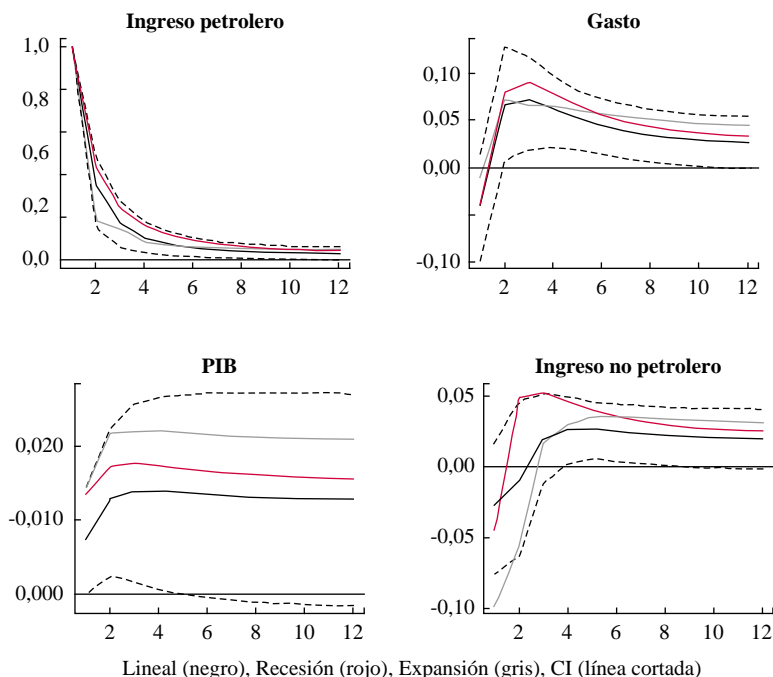 Ingreso petrolero
1,0
0,8
0,6
0,2
0,0
2 4 6 8 10 12
Gasto
0,10
0,05
0,00
-0,10
2 4 6 8 10 12
PIB
0,020
-0,010
0,000
2 4 6 8 10 12
Ingreso no petrolero
0,05
0,00
-0,05
-0,10
2 4 6 8 10 12
Lineal (negro), Recesión (rojo), Expansión (gris), CI (línea cortada)